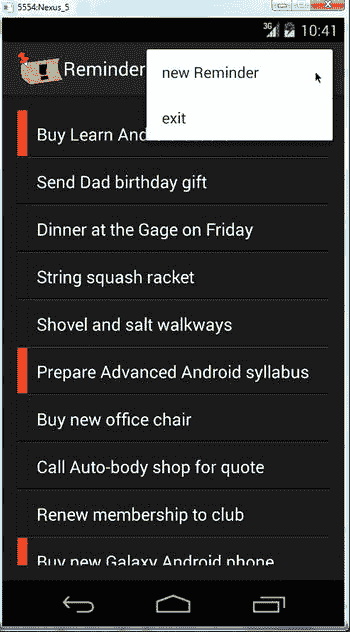 5554:Nexus_5
3G 10:41
Reminder
new Reminder
exit
Buy Learn And
Send Dad birthday gift
Dinner at the Gage on Friday
String squash racket
Shovel and salt walkways
Prepare Advanced Android syllabus
Buy new office chair
Call Auto-body shop for quote
Renew membership to club
Buy new Galaxy Android phone